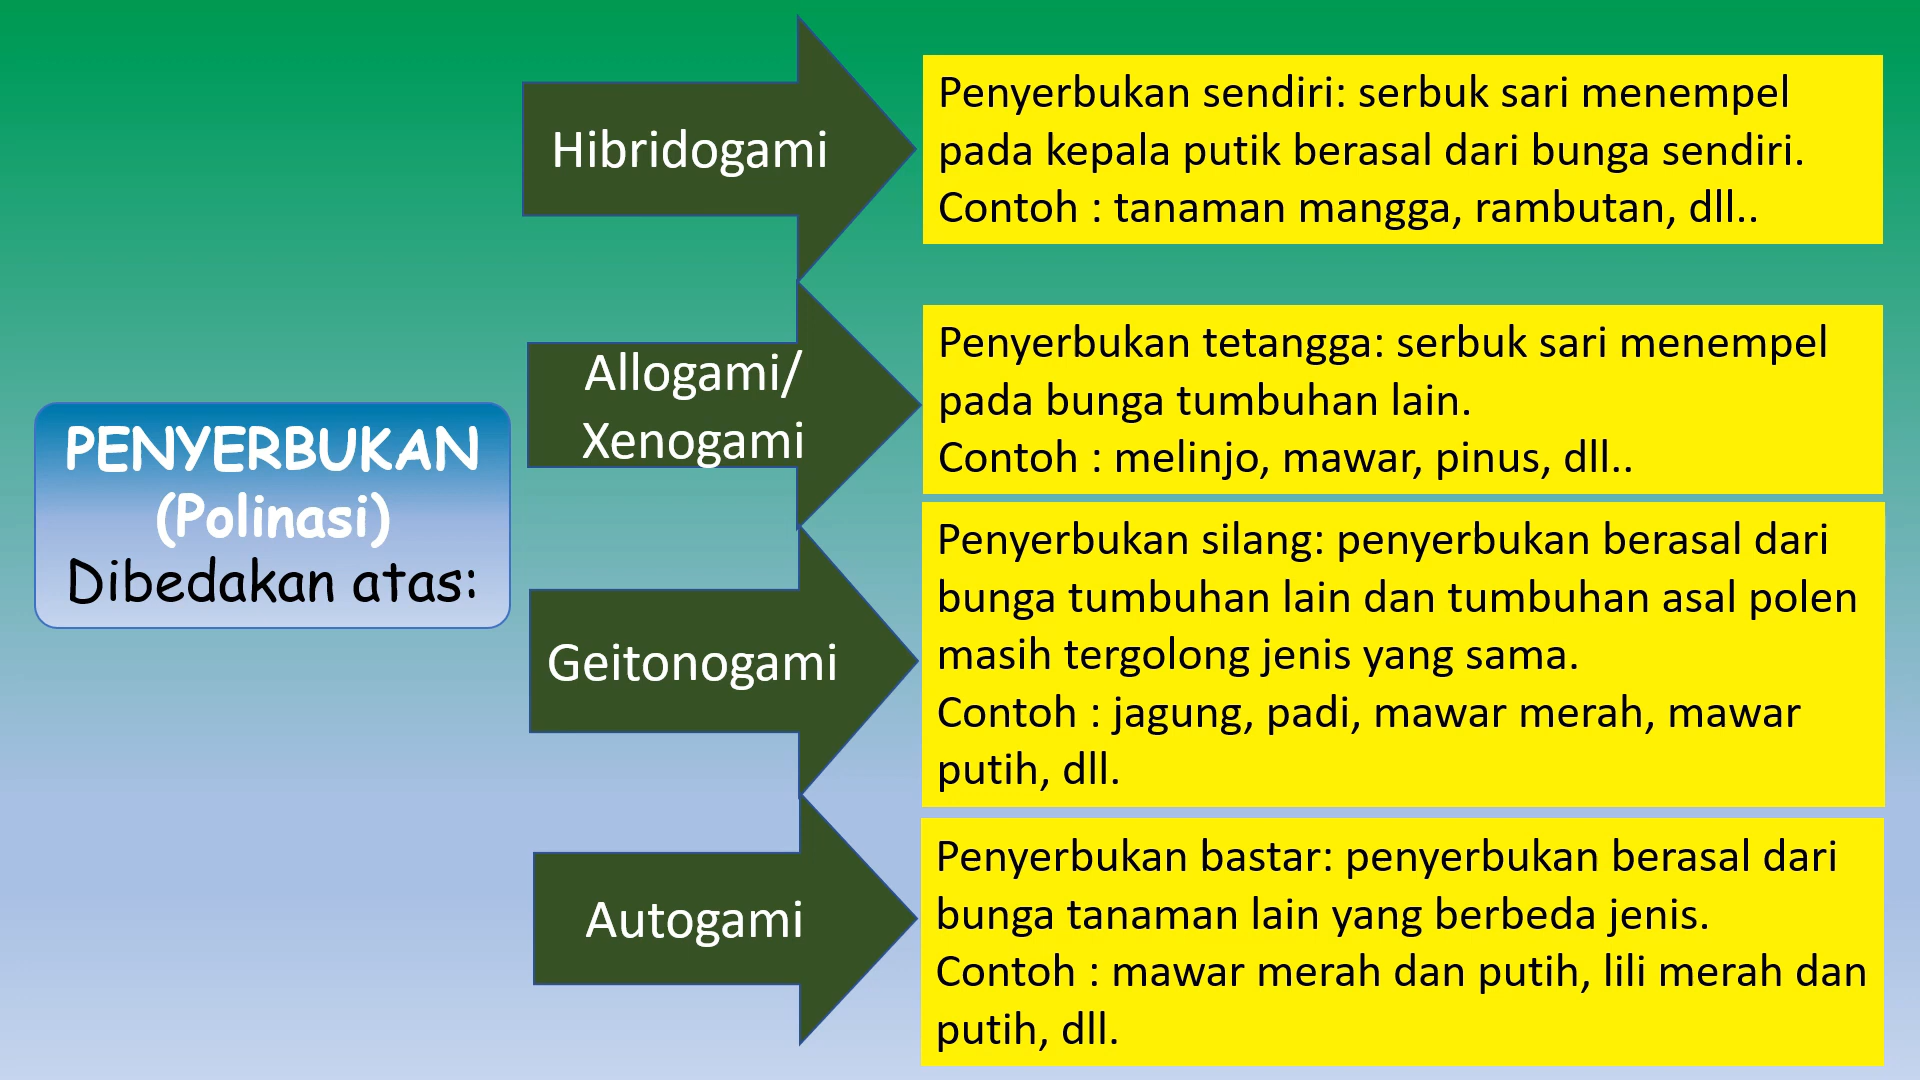 PENYERBUKAN
(Polinasi)
Dibedakan atas:
Hibridogami
Penyerbukan sendiri: serbuk sari menempel
pada kepala putik berasal dari bunga sendiri.
Contoh : tanaman mangga, rambutan, dll..
Allogami/
Xenogami
Penyerbukan tetangga: serbuk sari menempel
pada bunga tumbuhan lain.
Contoh : melinjo, mawar, pinus, dll..
Geitonogami
Penyerbukan silang: penyerbukan berasal dari
bunga tumbuhan lain dan tumbuhan asal polen
masih tergolong jenis yang sama.
Contoh : jagung, padi, mawar merah, mawar
putih, dll.
Autogami
Penyerbukan bastar: penyerbukan berasal dari
bunga tanaman lain yang berbeda jenis.
Contoh : mawar merah dan putih, lili merah dan
putih, dll.